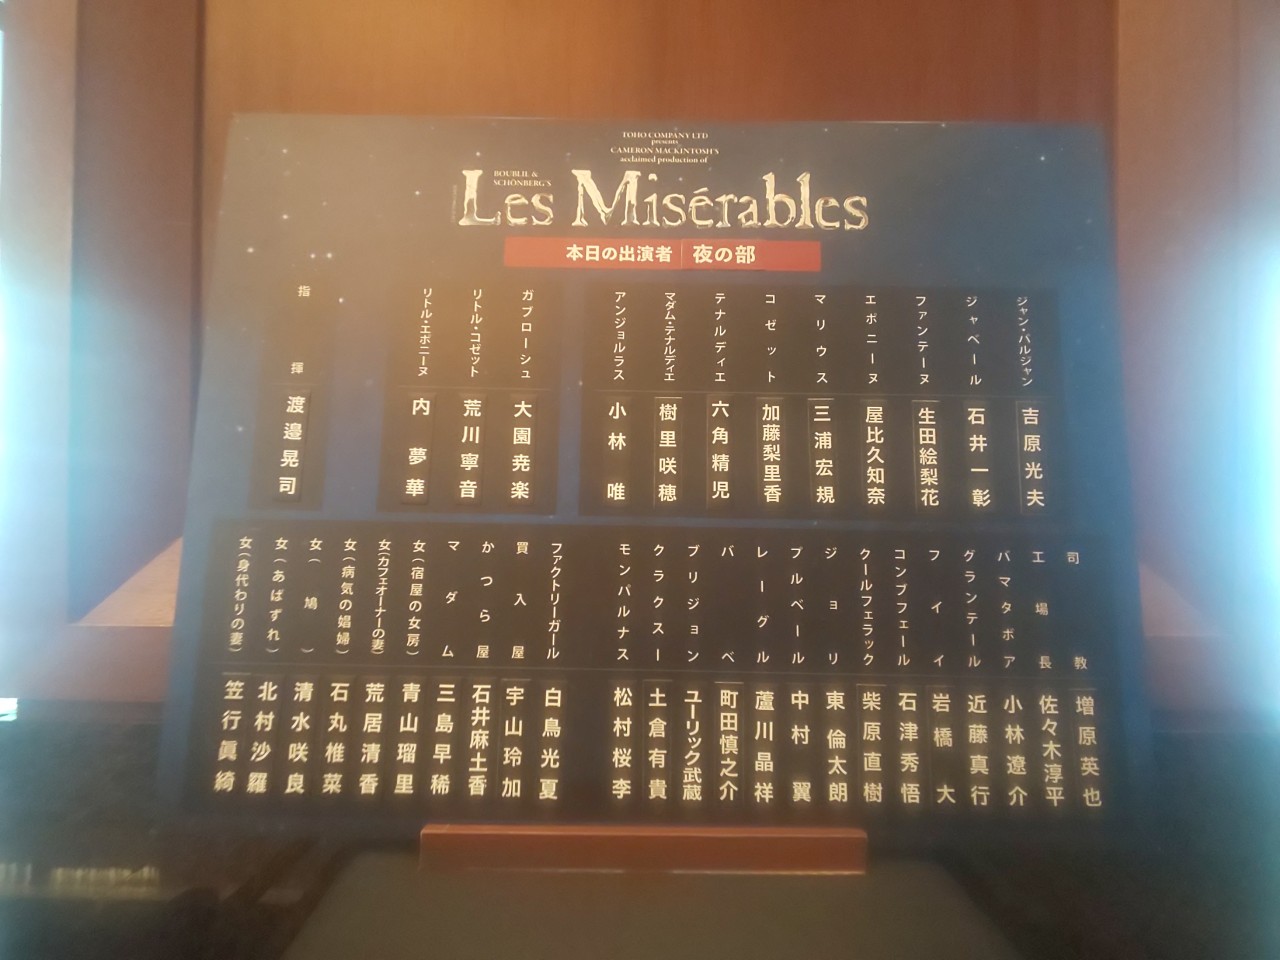 TOHO COMPANY LTD
presents
CAMERON MACKINTOSH'S
acclaimed production of
BOUBLIL &
SCHÖNBERG'S
Les Misérables
本日の出演者 夜の部
ジャン・バルジャン 吉原光夫
ジャベール 石井一彰
ファンテーヌ 生田絵梨花
エポニーヌ 屋比久知奈
マリウス 三浦宏規
コゼット 加藤梨里香
テナルディエ 六角精児
マダム・テナルディエ 樹里咲穂
アンジョルラス 小林唯
ガブローシュ 大園尭楽
リトル・コゼット 荒川寧音
リトル・エポニーヌ 内夢華
指揮 渡邉晃司
司教 増原英也
工場長 佐々木淳平
バマタボア 小林遼介
グランテール 近藤真行
フイイ 岩橋大
コンブフェール 石津秀悟
クールフェラック 柴原直樹
ジョリ 東倫太朗
プルベール 中村翼
レーグル 蘆川晶祥
バベ 町田慎之介
ブリジョン ユーリック武蔵
クラクスー 土倉有貴
モンパルナス 松村桜李
ファクトリーガール 白鳥光夏
買入屋 宇山玲加
かつら屋 石井麻土香
マダム 三島早稀
女(宿屋の女房) 青山瑠里
女(カフェオーナーの妻) 荒居清香
女(病気の娼婦) 石丸椎菜
女(鳩) 清水咲良
女(あばずれ) 北村沙羅
女(身代わりの妻) 笠行眞綺